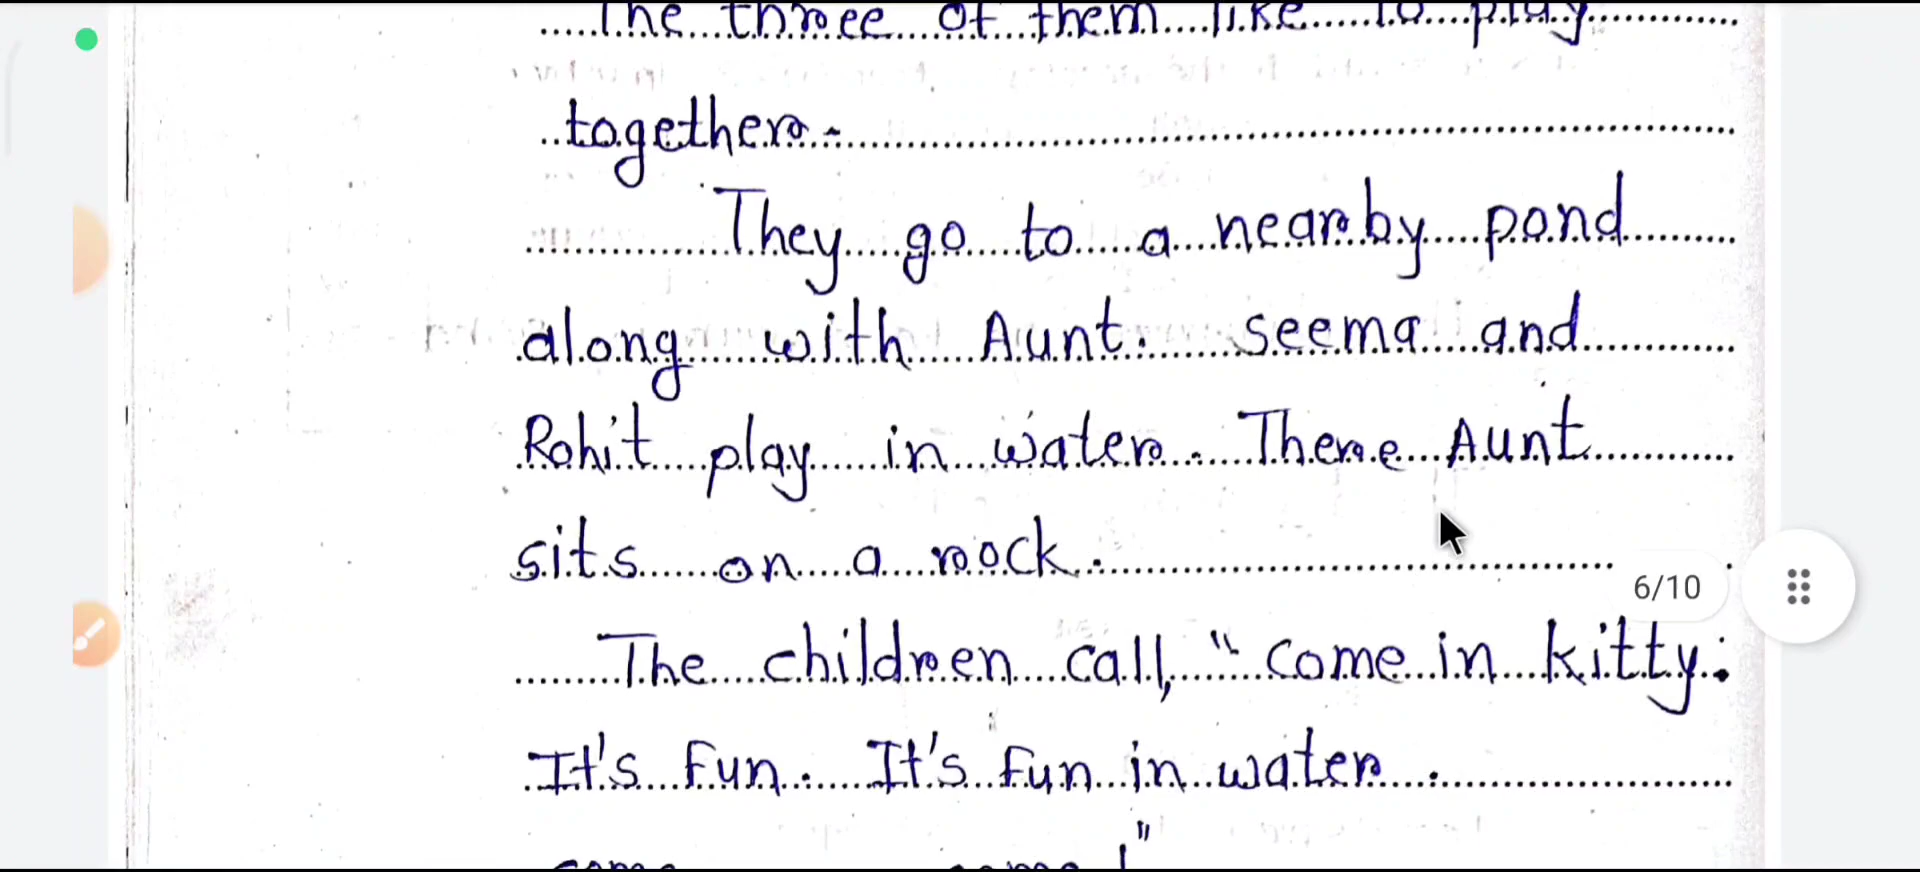 The three of them like to play
together.
They go to a nearby pond
along with Aunt. seema and
Rohit play in water. There Aunt
sits on a rock.
6/10
The children call, "come in kitty.
It's fun. It's fun in water.
come come!"